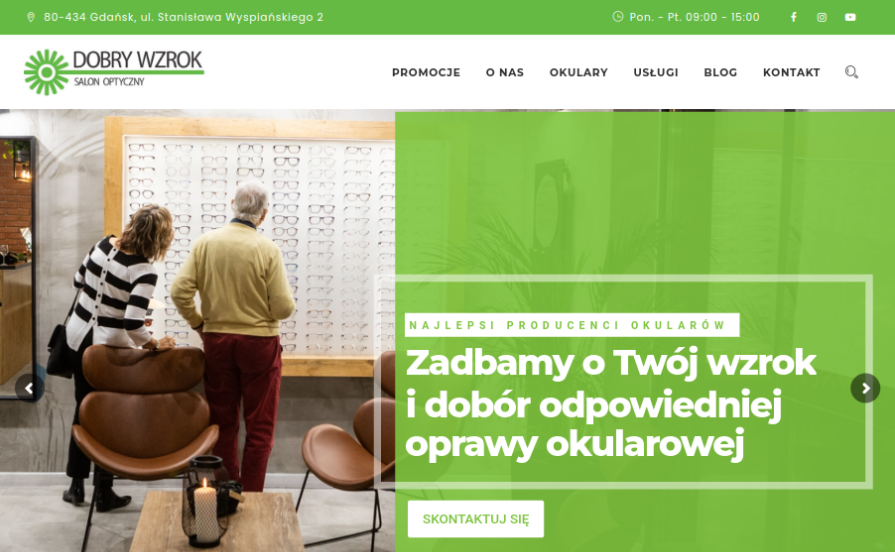 80-434 Gdańsk, ul. Stanisława Wyspiańskiego 2
Pon. - Pt. 09:00 - 15:00
DOBRY WZROK
SALON OPTYCZNY
PROMOCJE O NAS OKULARY USŁUGI BLOG KONTAKT
NAJLEPSI PRODUCENCI OKULARÓW
Zadbamy o Twój wzrok
i dobór odpowiedniej
oprawy okularowej
SKONTAKTUJ SIĘ